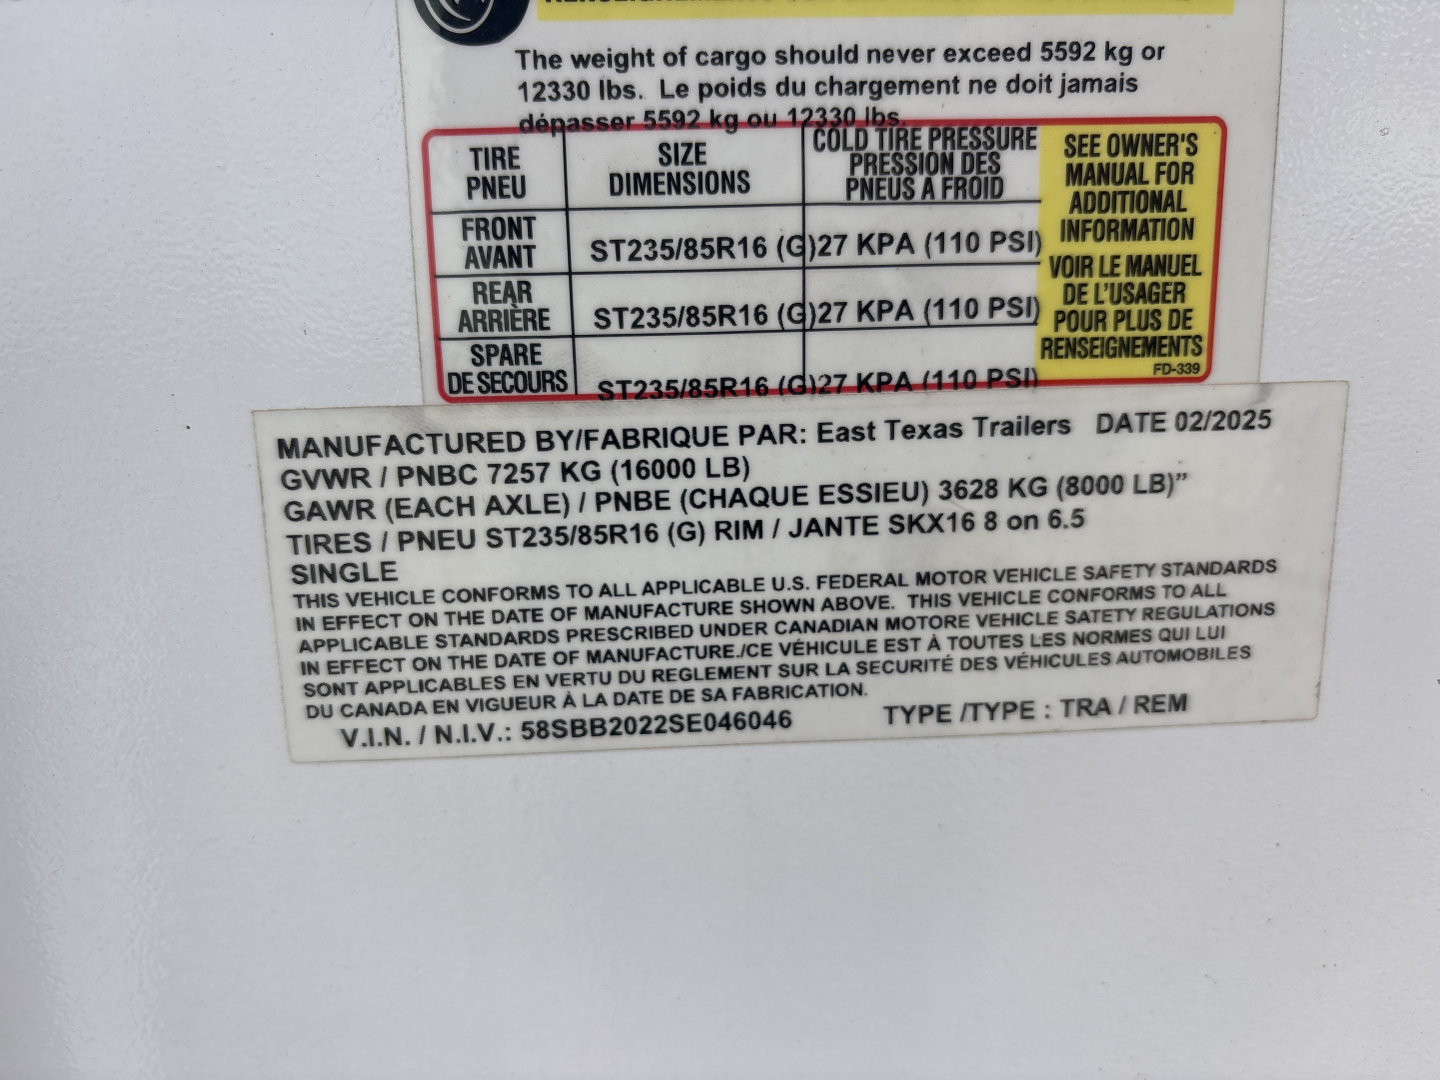 The weight of cargo should never exceed 5592 kg or
12330 lbs. Le poids du chargement ne doit jamais
dépasser 5592 kg ou 12330 lbs.
TIRE
PNEU
SIZE
DIMENSIONS
COLD TIRE PRESSURE
PRESSION DES
PNEUS A FROID
FRONT
AVANT
ST235/85R16 (G)27 KPA (110 PSI)
REAR
ARRIÈRE
ST235/85R16 (G)27 KPA (110 PSI)
SPARE
DE SECOURS
ST235/85R16 (G)27 KPA (110 PSI)
SEE OWNER'S
MANUAL FOR
ADDITIONAL
INFORMATION
VOIR LE MANUEL
DE L'USAGER
POUR PLUS DE
RENSEIGNEMENTS
FD-339
MANUFACTURED BY/FABRIQUE PAR: East Texas Trailers DATE 02/2025
GVWR / PNBC 7257 KG (16000 LB)
GAWR (EACH AXLE) / PNBE (CHAQUE ESSIEU) 3628 KG (8000 LB)”
TIRES / PNEU ST235/85R16 (G) RIM / JANTE SKX16 8 on 6.5
SINGLE
THIS VEHICLE CONFORMS TO ALL APPLICABLE U.S. FEDERAL MOTOR VEHICLE SAFETY STANDARDS
IN EFFECT ON THE DATE OF MANUFACTURE SHOWN ABOVE. THIS VEHICLE CONFORMS TO ALL
APPLICABLE STANDARDS PRESCRIBED UNDER CANADIAN MOTORE VEHICLE SATETY REGULATIONS
IN EFFECT ON THE DATE OF MANUFACTURE./CE VÉHICULE EST À TOUTES LES NORMES QUI LUI
SONT APPLICABLES EN VERTU DU REGLEMENT SUR LA SECURITÉ DES VÉHICULES AUTOMOBILES
DU CANADA EN VIGUEUR À LA DATE DE SA FABRICATION.
V.I.N. / N.I.V.: 58SBB2022SE046046 TYPE /TYPE : TRA / REM